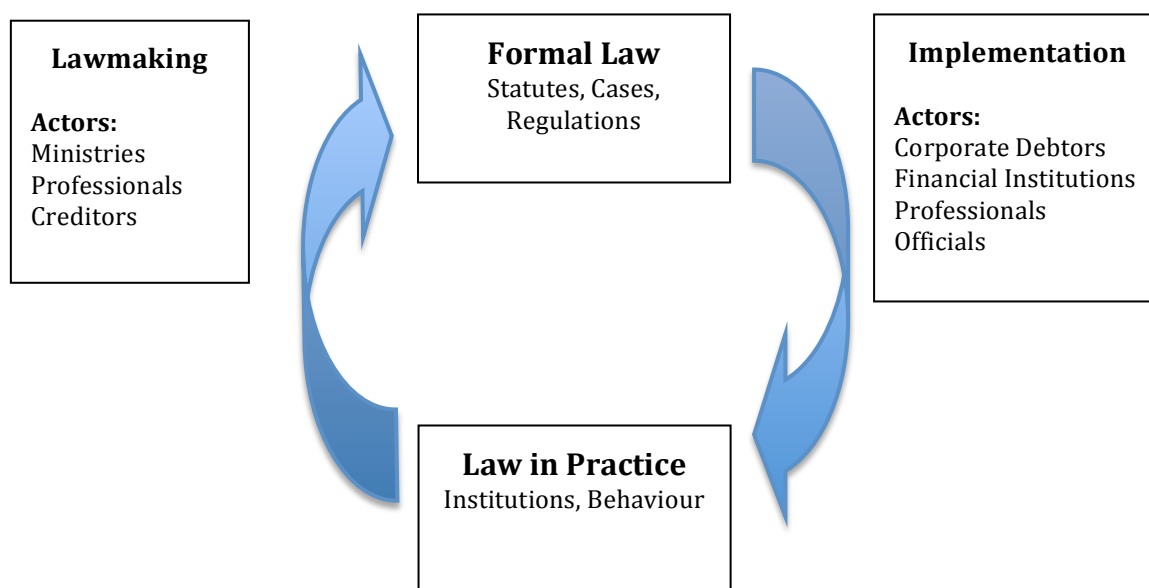 Lawmaking
Actors:
Ministries
Professionals
Creditors
Formal Law
Statutes, Cases,
Regulations
Implementation
Actors:
Corporate Debtors
Financial Institutions
Professionals
Officials
Law in Practice
Institutions, Behaviour